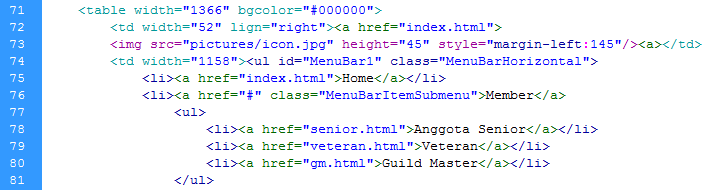 71 <table width="1366" bgcolor="#000000">
72 <td width="52" lign="right"><a href="index.html">
73 <img src="pictures/icon.jpg" height="45" style="margin-left:145"/><a></td>
74 <td width="1158"><ul id="MenuBar1" class="MenuBarHorizontal">
75 <li><a href="index.html">Home</a></li>
76 <li><a href="#" class="MenuBarItemSubmenu">Member</a>
77 <ul>
78 <li><a href="senior.html">Anggota Senior</a></li>
79 <li><a href="veteran.html">Veteran</a></li>
80 <li><a href="gm.html">Guild Master</a></li>
81 </ul>